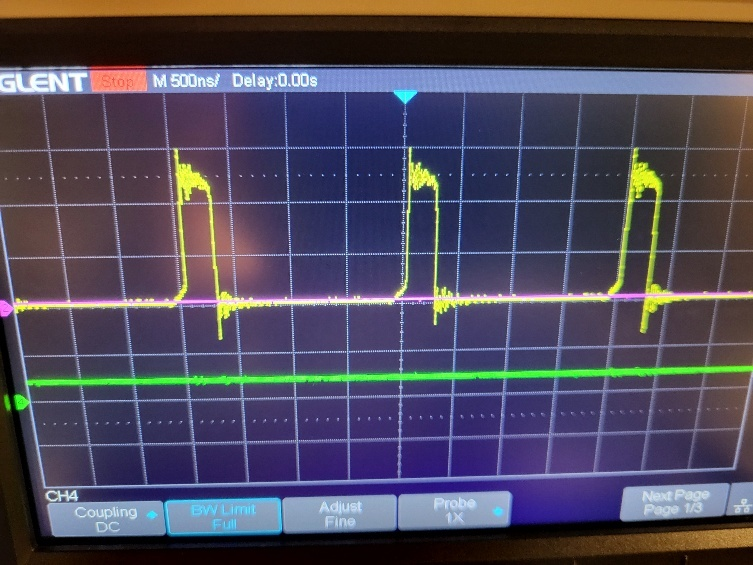 GLENT Stop M 500ns/ Delay:0.00s
CH4
Coupling
DC
BW Limit
Full
Adjust
Fine
Probe
1X
Next Page
Page 1/3